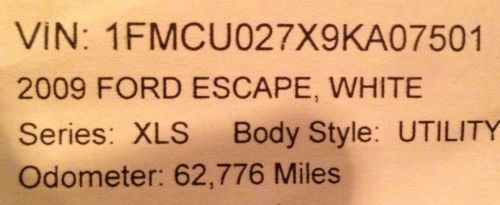 VIN: 1FMCU027X9KA07501
2009 FORD ESCAPE, WHITE
Series: XLS Body Style: UTILITY
Odometer: 62,776 Miles